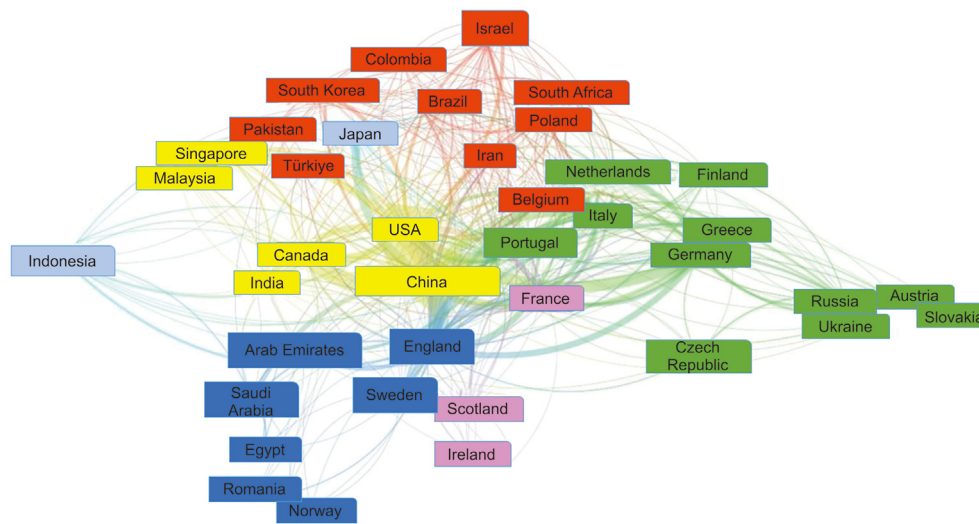 Israel
Colombia
South Korea
Brazil
South Africa
Poland
Pakistan
Japan
Singapore
Iran
Türkiye
Malaysia
Netherlands
Finland
Belgium
Italy
USA
Greece
Portugal
Canada
Germany
Indonesia
India
China
France
Russia
Austria
Slovakia
Ukraine
Arab Emirates
England
Czech
Republic
Saudi
Arabia
Sweden
Scotland
Egypt
Ireland
Romania
Norway